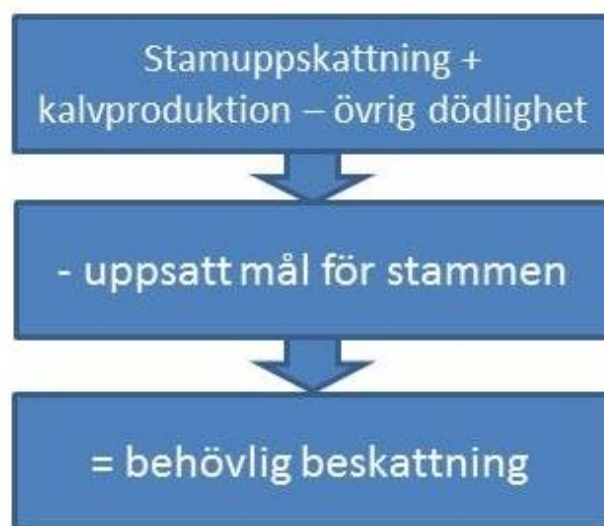 Stamuppskattning +
kalvproduktion – övrig dödlighet
- uppsatt mål för stammen
= behövlig beskattning